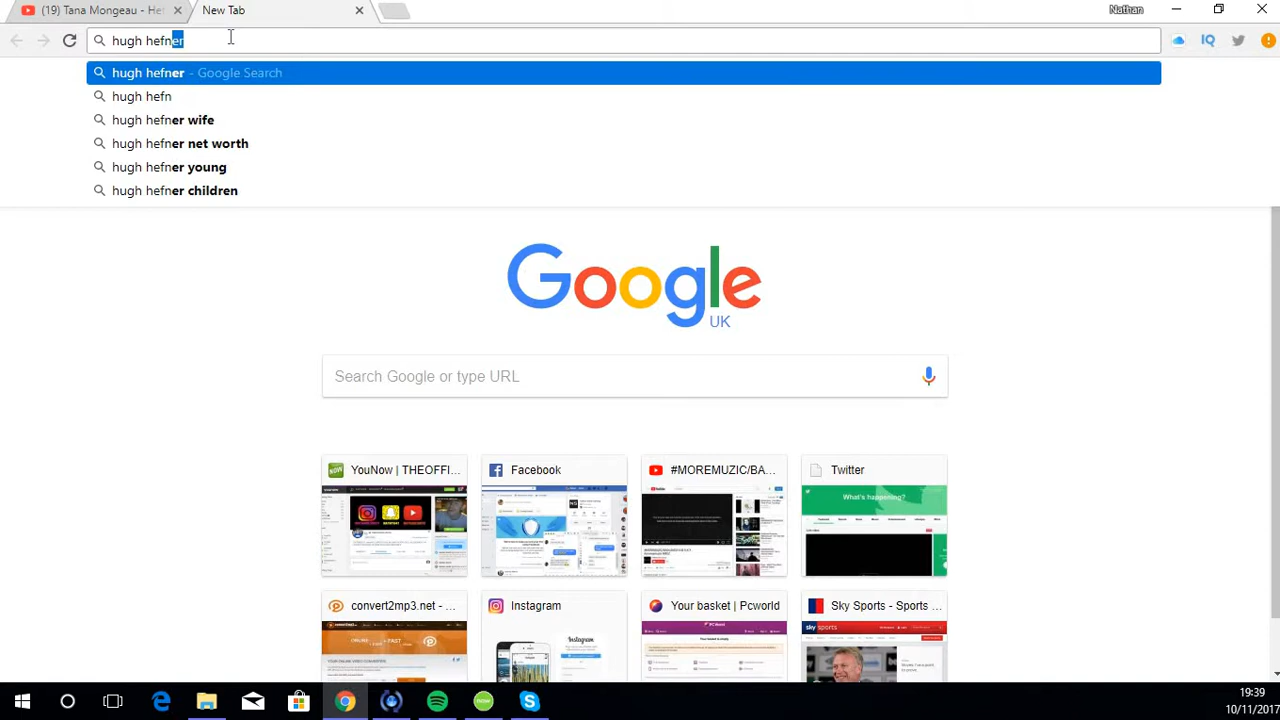 (19) Tana Mongeau - He
New Tab
Nathan
hugh hefner
hugh hefner - Google Search
hugh hefn
hugh hefner wife
hugh hefner net worth
hugh hefner young
hugh hefner children
Google
UK
Search Google or type URL
YouNow | THEOFFI...
Facebook
#MOREMUZIC/BA...
Twitter
What's happening?
convert2mp3.net - ...
Instagram
Your basket | Pcworld
Sky Sports - Sports ...
sky sports
19:39
10/11/2017